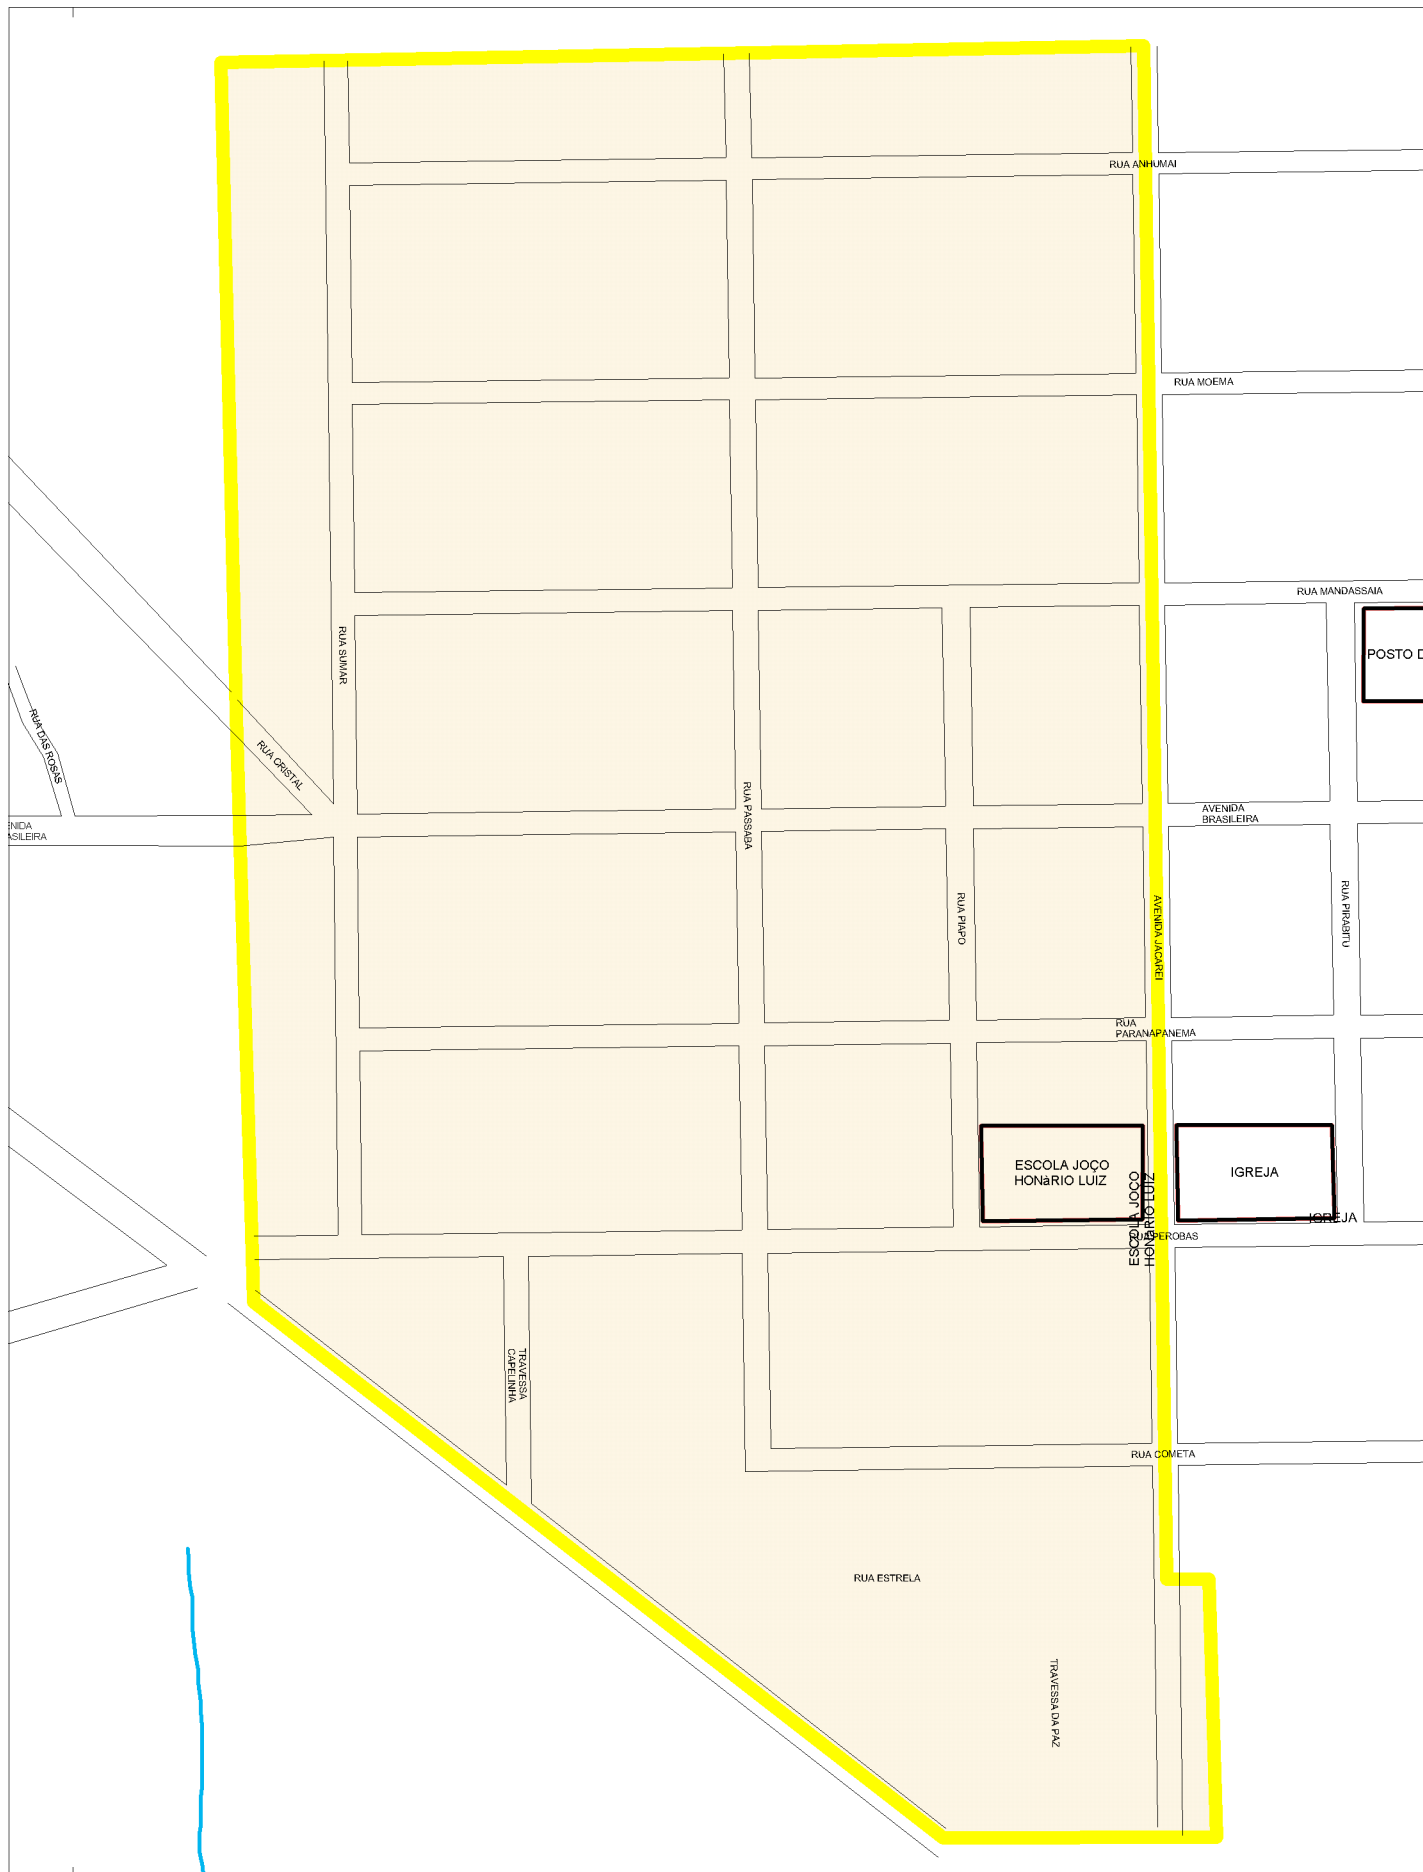 RUA ANHUMAI
RUA MOEMA
RUA MANDASSAIA
RUA SUMAR
POSTO D
RUA DAS ROSAS
RUA CRISTAL
RUA PASSABA
AVENIDA
BRASILEIRA
ENIDA
ASILEIRA
RUA PIAPO
AVENIDA JACAREI
RUA PIRABITU
RUA
PARANAPANEMA
ESCOLA JOÇO
HONàRIO LUIZ
IGREJA
ESCOLA JOÇO
HONàRIO LUIZ
IGREJA
RUA PEROBAS
TRAVESSA
CAPELINHA
RUA COMETA
RUA ESTRELA
TRAVESSA DA PAZ